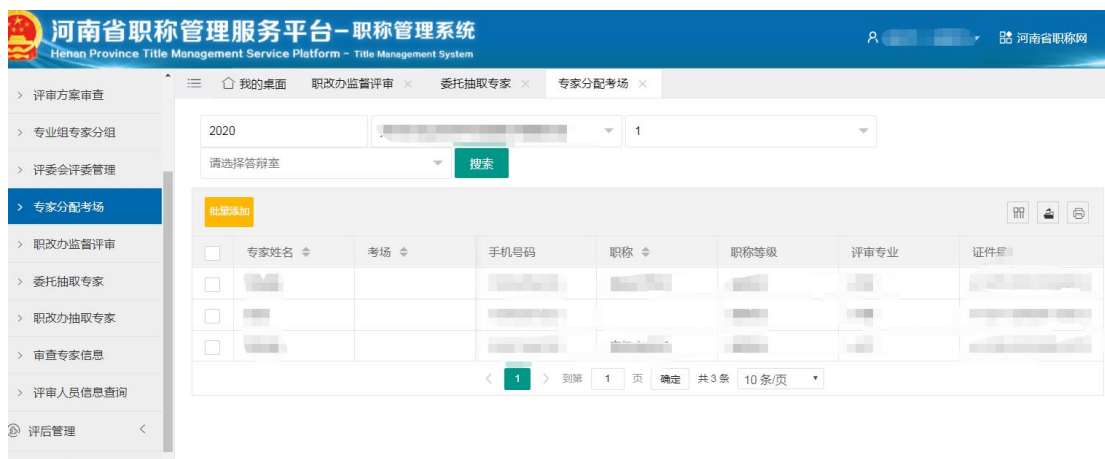 河南省职称管理服务平台-职称管理系统
Henan Province Title Management Service Platform - Title Management System
河南省职称网
评审方案审查
专业组专家分组
评委会评委管理
专家分配考场
职改办监督评审
委托抽取专家
职改办抽取专家
审查专家信息
评审人员信息查询
评后管理
我的桌面 职改办监督评审 × 委托抽取专家 × 专家分配考场 ×
2020 1
请选择答辩室 搜索
批量添加
专家姓名 考场 手机号码 职称 职称等级 评审专业 证件
1 到第 1 页 确定 共3条 10条/页